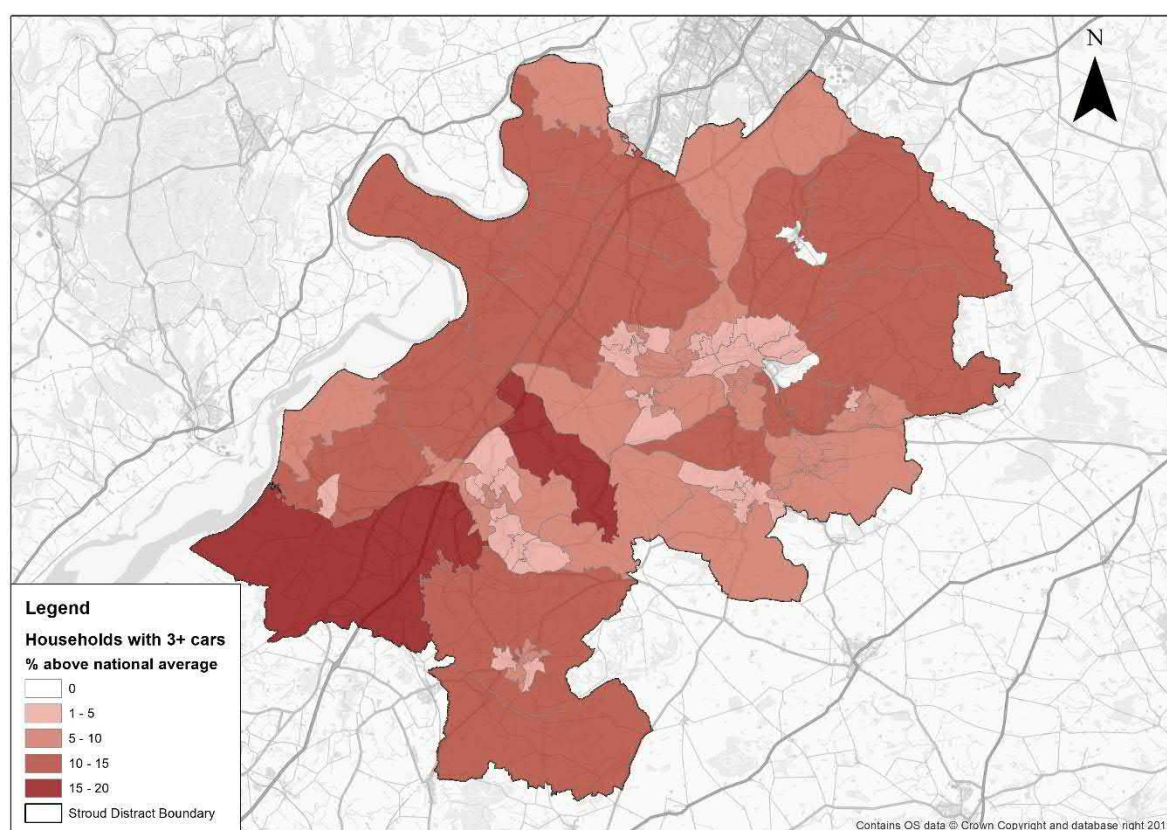 N
Legend
Households with 3+ cars
% above national average
0
1 - 5
5 - 10
10 - 15
15 - 20
Stroud Distract Boundary
Contains OS data © Crown Copyright and database right 201